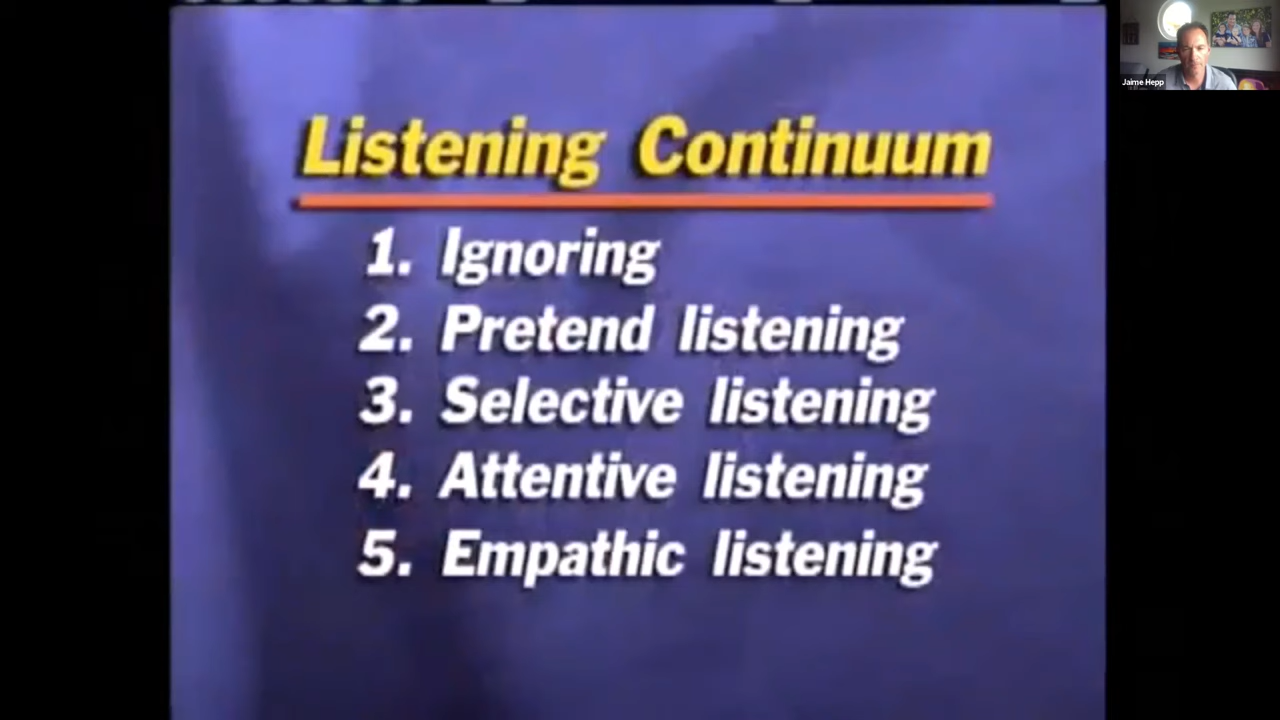 Listening Continuum
1. Ignoring
2. Pretend listening
3. Selective listening
4. Attentive listening
5. Empathic listening
Jaime Hepp